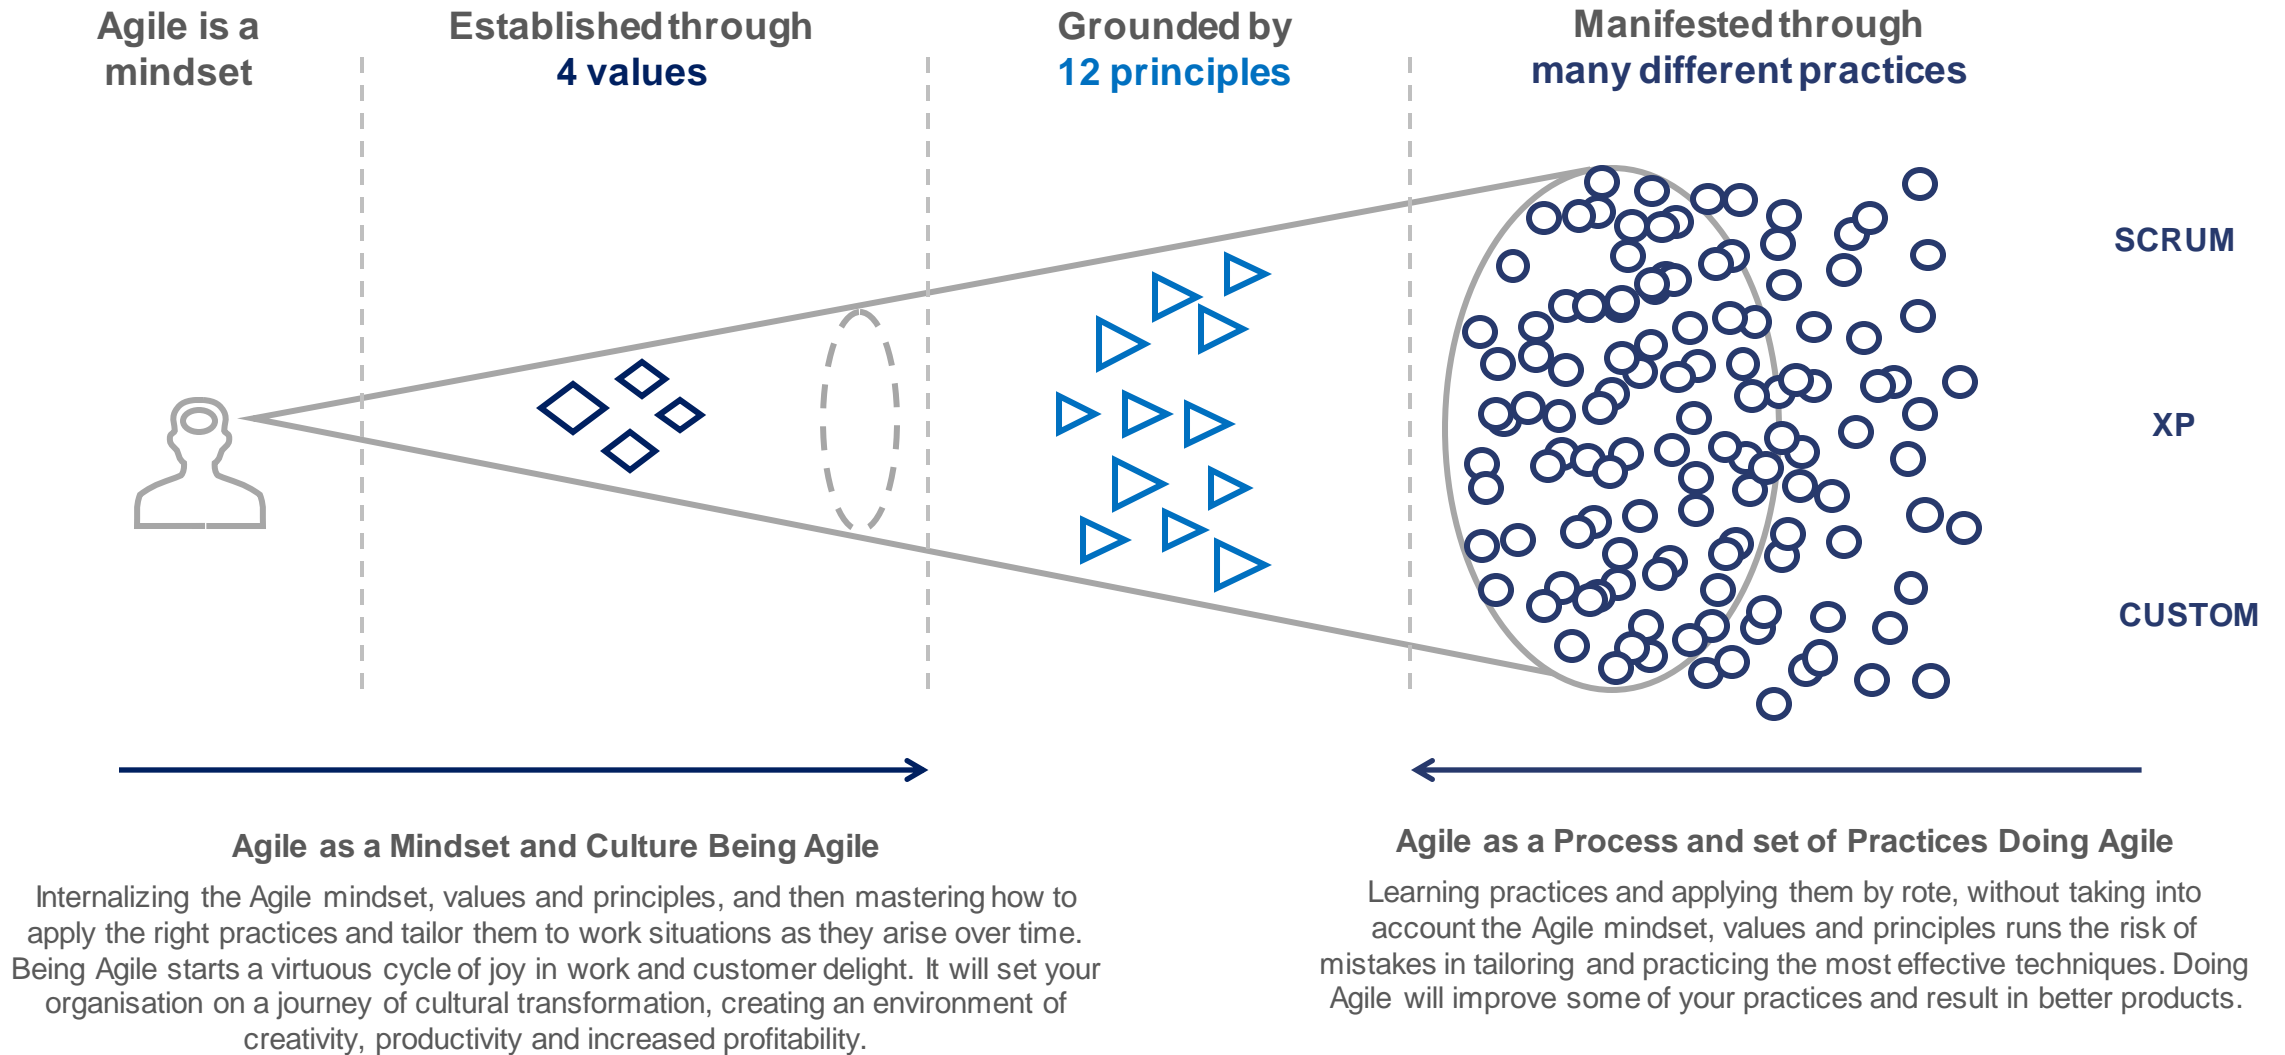 Agile is a
mindset
Established through
4 values
Grounded by
12 principles
Manifested through
many different practices
SCRUM
XP
CUSTOM
Agile as a Mindset and Culture Being Agile
Internalizing the Agile mindset, values and principles, and then mastering how to
apply the right practices and tailor them to work situations as they arise over time.
Being Agile starts a virtuous cycle of joy in work and customer delight. It will set your
organisation on a journey of cultural transformation, creating an environment of
creativity, productivity and increased profitability.
Agile as a Process and set of Practices Doing Agile
Learning practices and applying them by rote, without taking into
account the Agile mindset, values and principles runs the risk of
mistakes in tailoring and practicing the most effective techniques. Doing
Agile will improve some of your practices and result in better products.